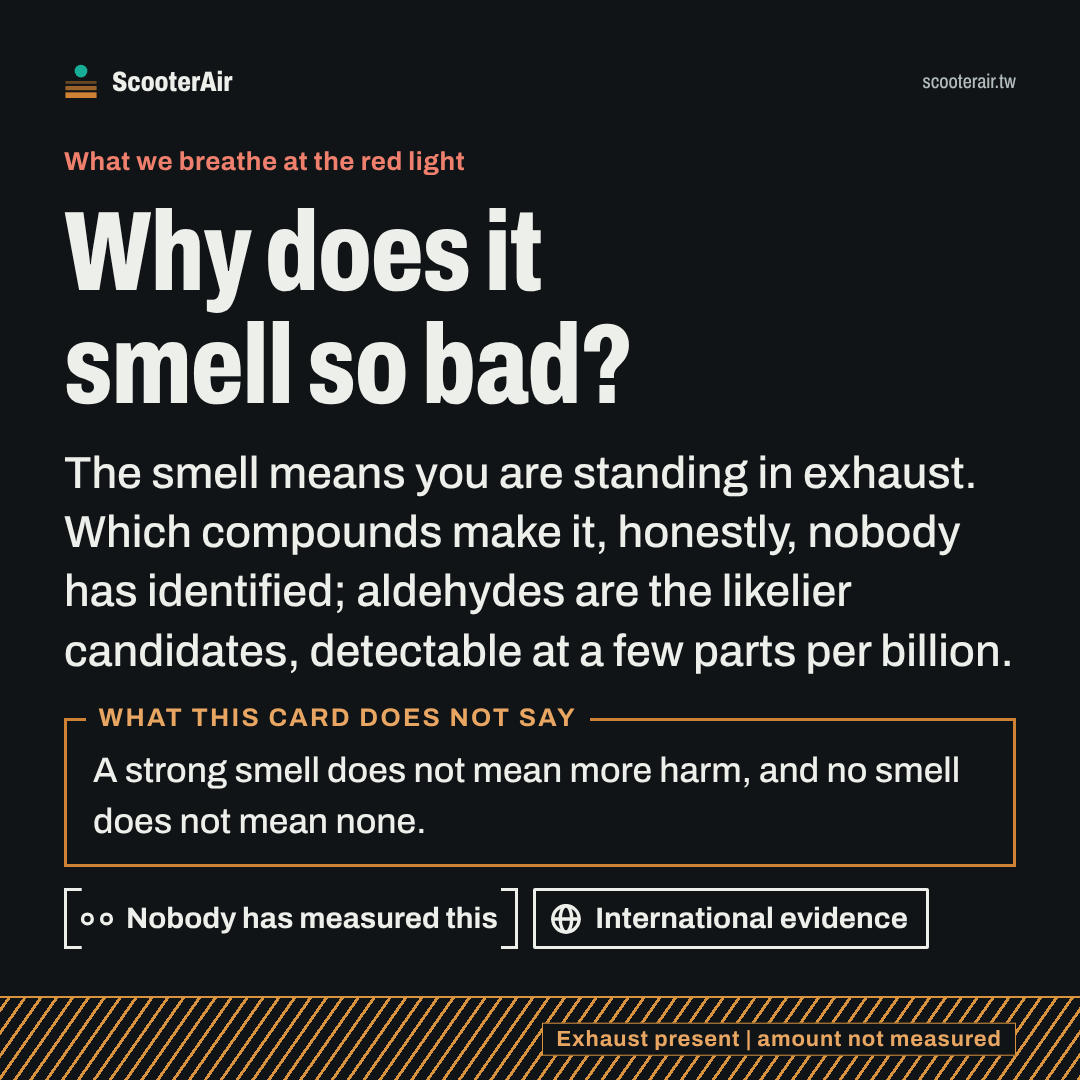 ScooterAir
scooterair.tw
What we breathe at the red light
Why does it
smell so bad?
The smell means you are standing in exhaust.
Which compounds make it, honestly, nobody
has identified; aldehydes are the likelier
candidates, detectable at a few parts per billion.
WHAT THIS CARD DOES NOT SAY
A strong smell does not mean more harm, and no smell
does not mean none.
Nobody has measured this
International evidence
Exhaust present | amount not measured